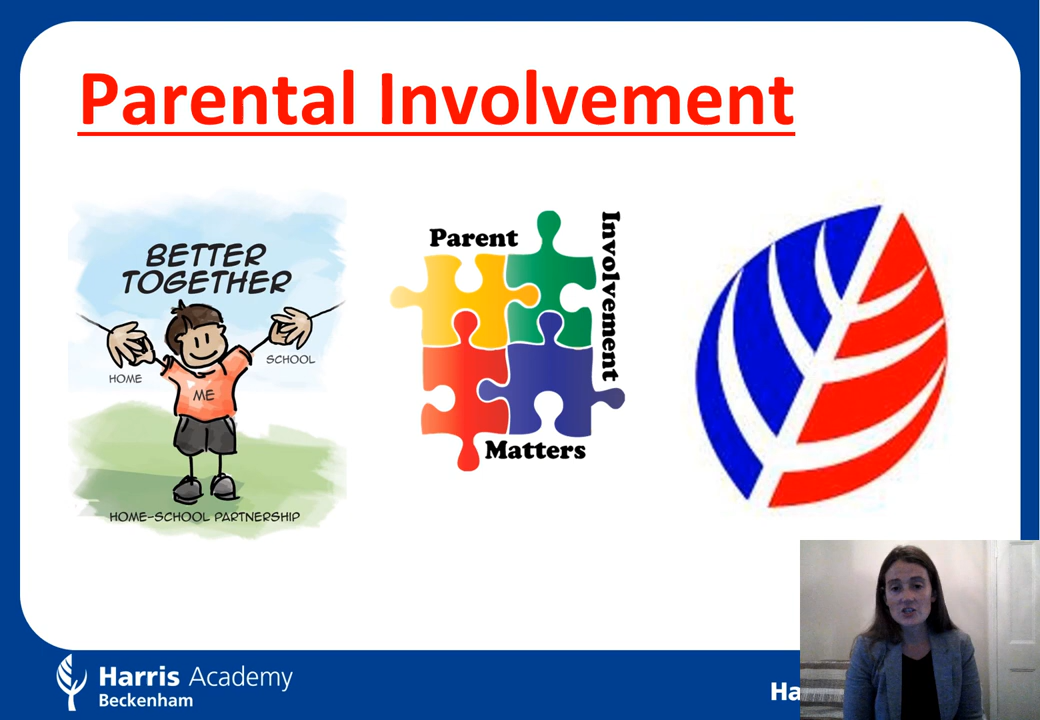 Parental Involvement
BETTER
TOGETHER
HOME
SCHOOL
ME
HOME-SCHOOL PARTNERSHIP
Parent
Involvement
Matters
Harris Academy
Beckenham
Ha